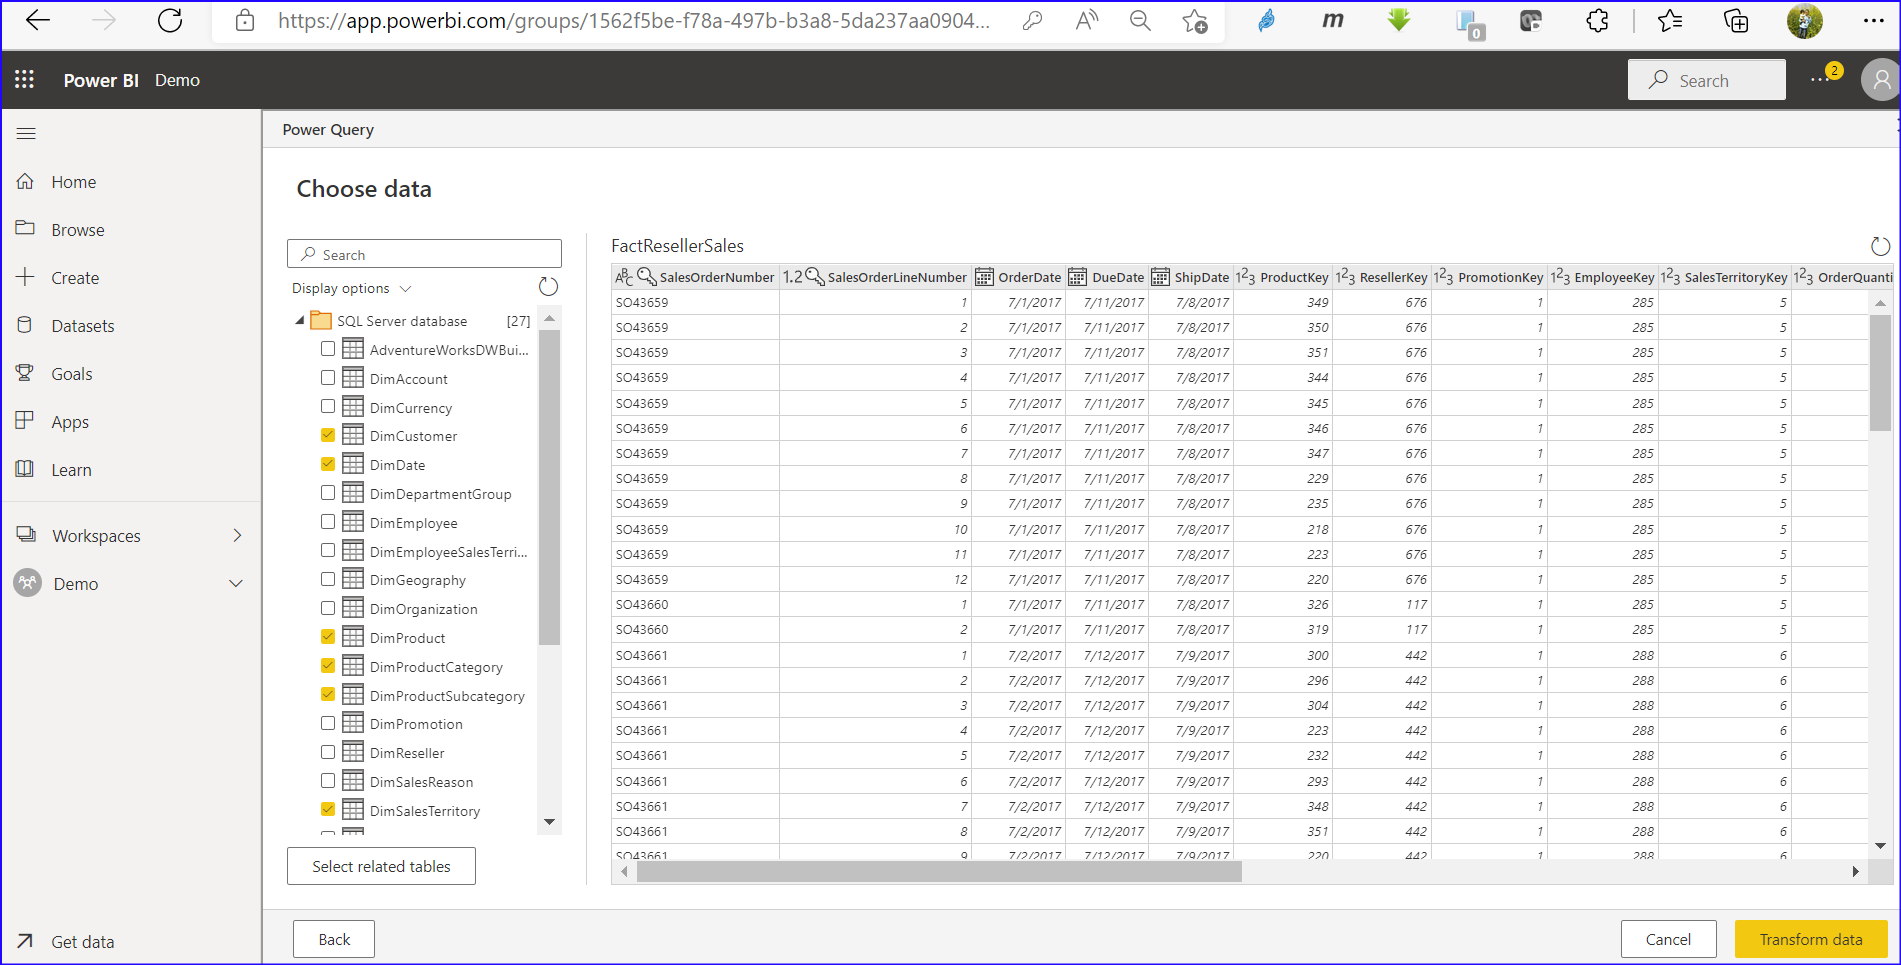 https://app.powerbi.com/groups/1562f5be-f78a-497b-b3a8-5da237aa0904...
m
0
Power BI Demo
Search
2
Power Query
Home
Browse
Create
Datasets
Goals
Apps
Learn
Workspaces
Demo
Get data
Choose data
Search
Display options
SQL Server database [27]
AdventureWorksDWBui...
DimAccount
DimCurrency
DimCustomer
DimDate
DimDepartmentGroup
DimEmployee
DimEmployeeSalesTerri...
DimGeography
DimOrganization
DimProduct
DimProductCategory
DimProductSubcategory
DimPromotion
DimReseller
DimSalesReason
DimSalesTerritory
Select related tables
FactResellerSales
ABC SalesOrderNumber 1.2 SalesOrderLineNumber OrderDate DueDate ShipDate 123 ProductKey 123 ResellerKey 123 PromotionKey 123 EmployeeKey 123 SalesTerritoryKey 123 OrderQuanti
SO43659 1 7/1/2017 7/11/2017 7/8/2017 349 676 1 285 5
SO43659 2 7/1/2017 7/11/2017 7/8/2017 350 676 1 285 5
SO43659 3 7/1/2017 7/11/2017 7/8/2017 351 676 1 285 5
SO43659 4 7/1/2017 7/11/2017 7/8/2017 344 676 1 285 5
SO43659 5 7/1/2017 7/11/2017 7/8/2017 345 676 1 285 5
SO43659 6 7/1/2017 7/11/2017 7/8/2017 346 676 1 285 5
SO43659 7 7/1/2017 7/11/2017 7/8/2017 347 676 1 285 5
SO43659 8 7/1/2017 7/11/2017 7/8/2017 229 676 1 285 5
SO43659 9 7/1/2017 7/11/2017 7/8/2017 235 676 1 285 5
SO43659 10 7/1/2017 7/11/2017 7/8/2017 218 676 1 285 5
SO43659 11 7/1/2017 7/11/2017 7/8/2017 223 676 1 285 5
SO43659 12 7/1/2017 7/11/2017 7/8/2017 220 676 1 285 5
SO43660 1 7/1/2017 7/11/2017 7/8/2017 326 117 1 285 5
SO43660 2 7/1/2017 7/11/2017 7/8/2017 319 117 1 285 5
SO43661 1 7/2/2017 7/12/2017 7/9/2017 300 442 1 288 6
SO43661 2 7/2/2017 7/12/2017 7/9/2017 296 442 1 288 6
SO43661 3 7/2/2017 7/12/2017 7/9/2017 304 442 1 288 6
SO43661 4 7/2/2017 7/12/2017 7/9/2017 223 442 1 288 6
SO43661 5 7/2/2017 7/12/2017 7/9/2017 232 442 1 288 6
SO43661 6 7/2/2017 7/12/2017 7/9/2017 293 442 1 288 6
SO43661 7 7/2/2017 7/12/2017 7/9/2017 348 442 1 288 6
SO43661 8 7/2/2017 7/12/2017 7/9/2017 351 442 1 288 6
SO43661 9 7/2/2017 7/12/2017 7/9/2017 220 442 1 288 6
Back
Cancel
Transform data